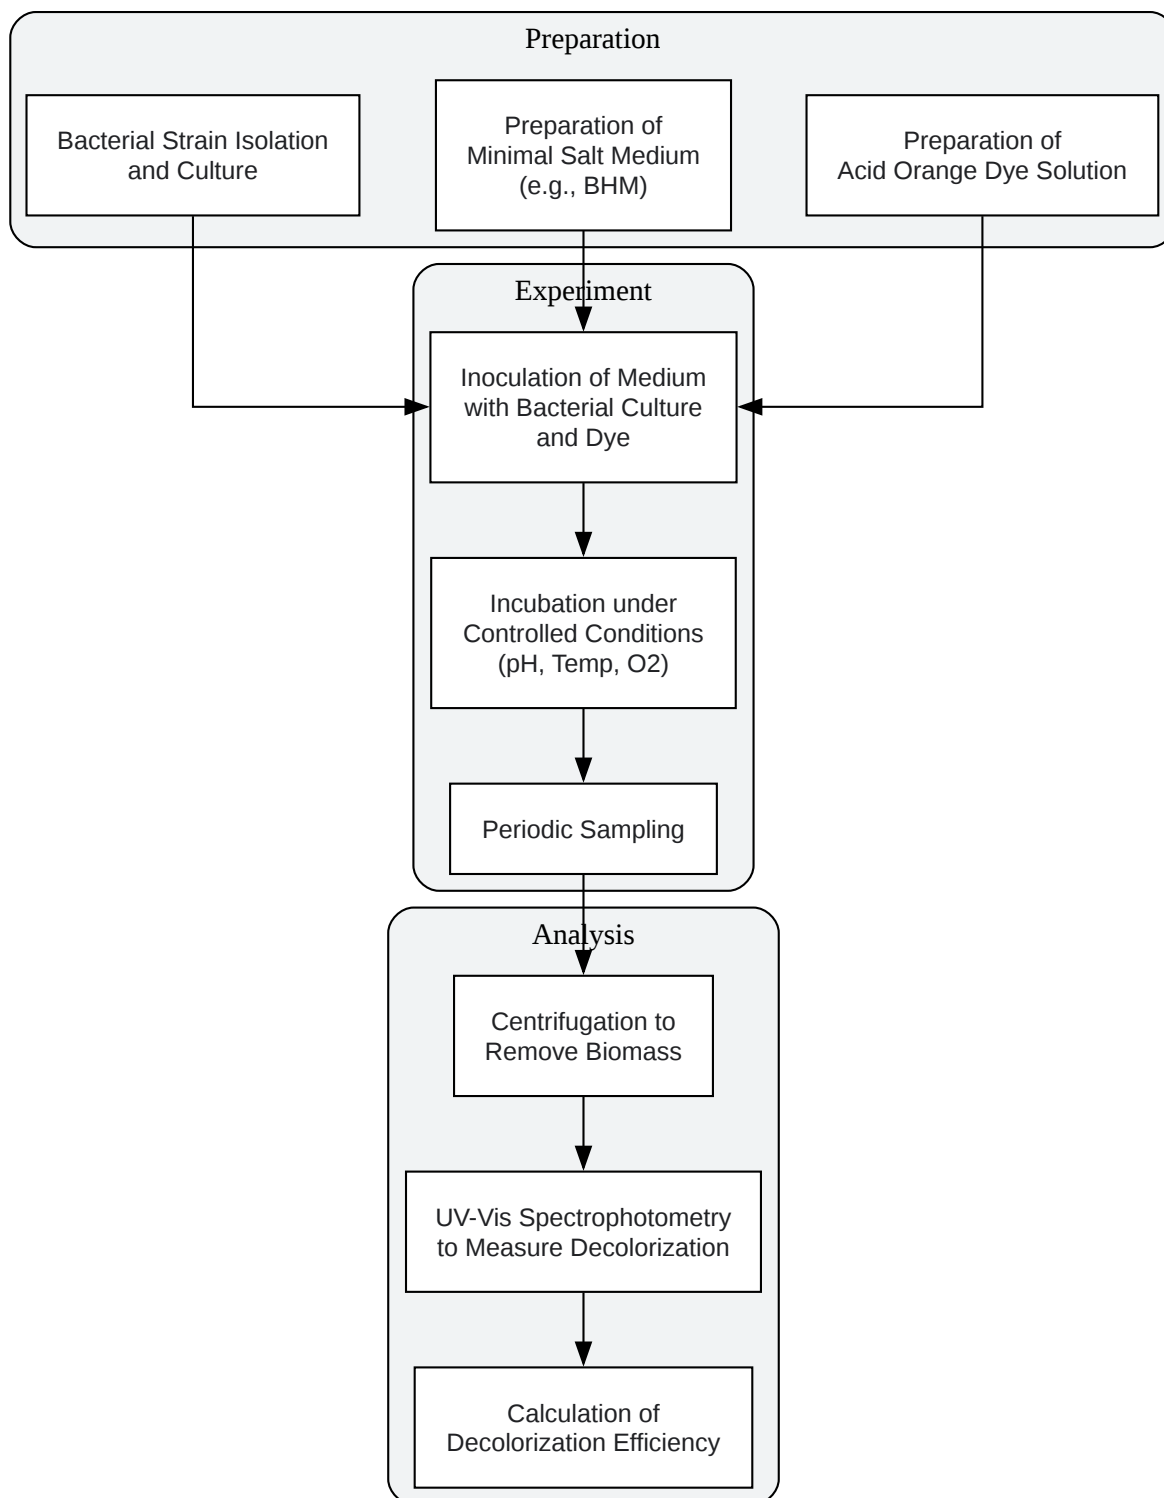 Preparation
Bacterial Strain Isolation
and Culture
Preparation of
Minimal Salt Medium
(e.g., BHM)
Preparation of
Acid Orange Dye Solution
Experiment
Inoculation of Medium
with Bacterial Culture
and Dye
Incubation under
Controlled Conditions
(pH, Temp, O2)
Periodic Sampling
Analysis
Centrifugation to
Remove Biomass
UV-Vis Spectrophotometry
to Measure Decolorization
Calculation of
Decolorization Efficiency